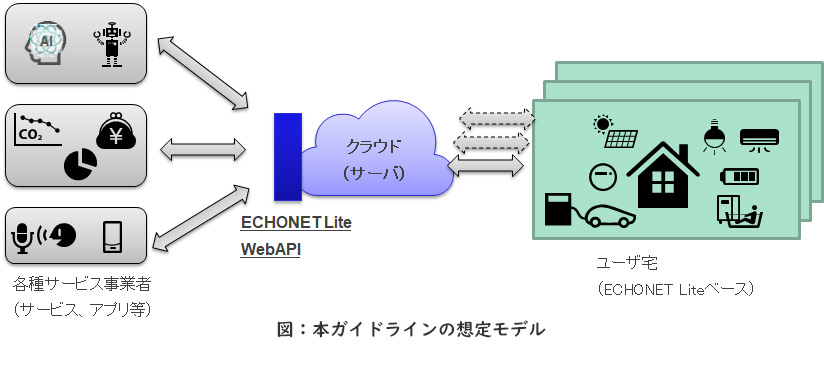 AI
CO₂
¥
クラウド
（サーバ）
ECHONET Lite
WebAPI
各種サービス事業者
（サービス、アプリ等）
ユーザ宅
（ECHONET Liteベース）
図：本ガイドラインの想定モデル